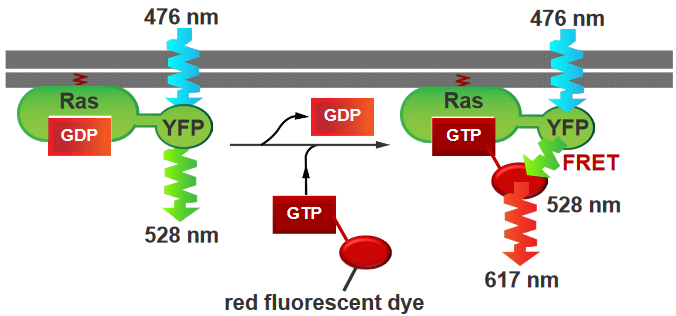 476 nm
Ras
GDP
YFP
528 nm
GDP
GTP
red fluorescent dye
476 nm
Ras
GTP
YFP
FRET
528 nm
617 nm